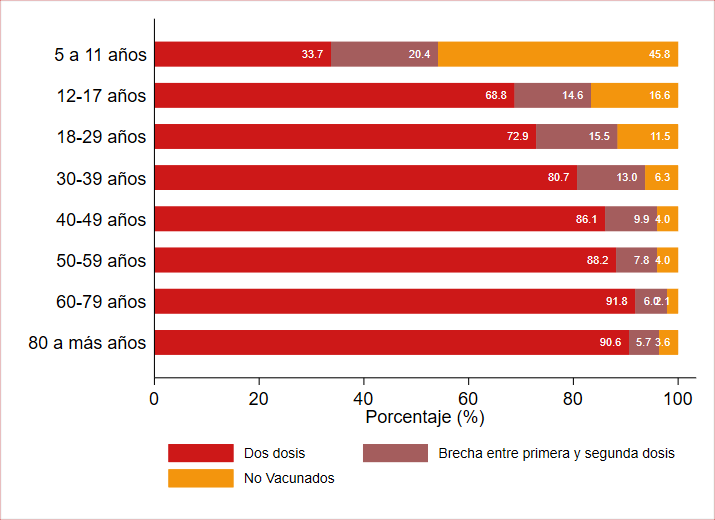 5 a 11 años 33.7 20.4 45.8
12-17 años 68.8 14.6 16.6
18-29 años 72.9 15.5 11.5
30-39 años 80.7 13.0 6.3
40-49 años 86.1 9.9 4.0
50-59 años 88.2 7.8 4.0
60-79 años 91.8 6.0 2.1
80 a más años 90.6 5.7 3.6
0 20 40 60 80 100
Porcentaje (%)
Dos dosis Brecha entre primera y segunda dosis
No Vacunados